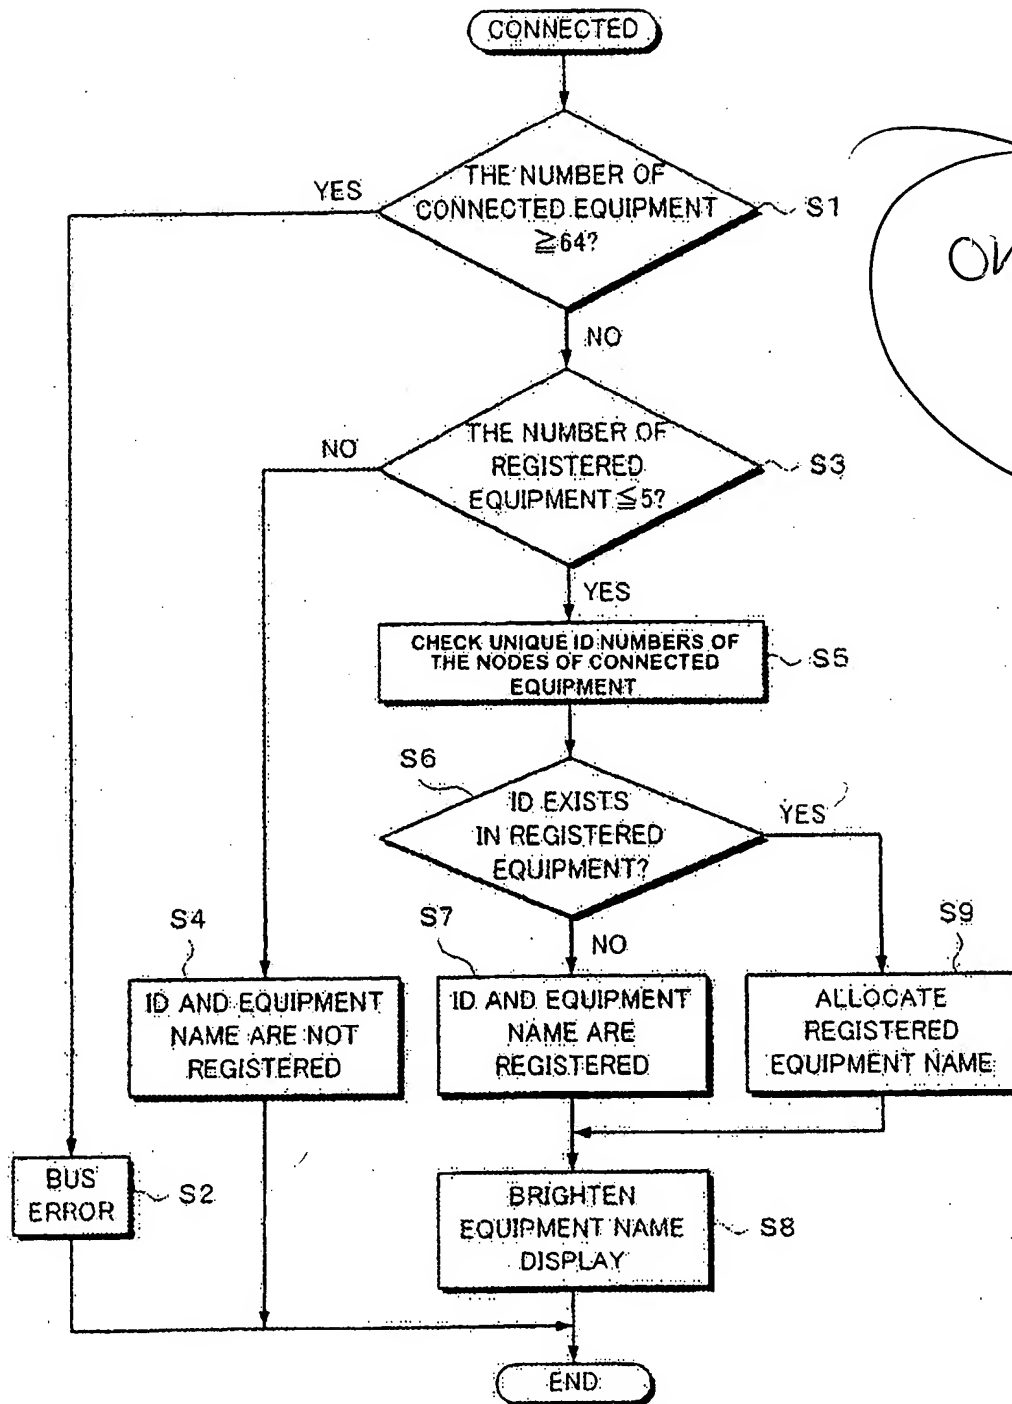 CONNECTED
THE NUMBER OF
CONNECTED EQUIPMENT
≧64?
YES
S1
NO
THE NUMBER OF
REGISTERED
EQUIPMENT≦5?
NO
S3
YES
CHECK UNIQUE ID NUMBERS OF
THE NODES OF CONNECTED
EQUIPMENT
S5
S6
ID EXISTS
IN REGISTERED
EQUIPMENT?
YES
NO
S4
ID AND EQUIPMENT
NAME ARE NOT
REGISTERED
S7
ID AND EQUIPMENT
NAME ARE
REGISTERED
S9
ALLOCATE
REGISTERED
EQUIPMENT NAME
BUS
ERROR
S2
BRIGHTEN
EQUIPMENT NAME
DISPLAY
S8
END